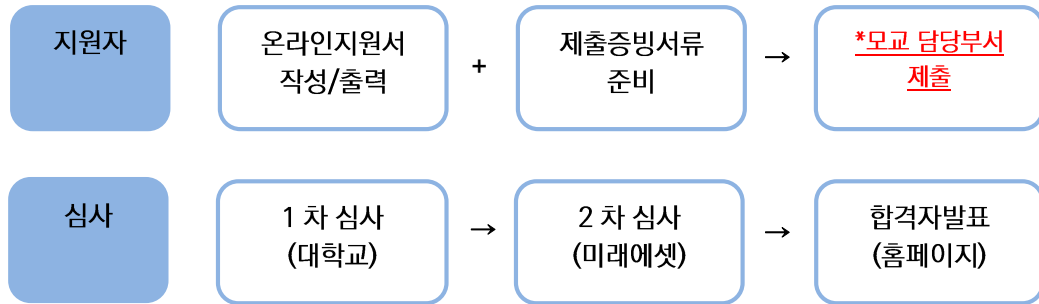 지원자
온라인지원서
작성/출력
+
제출증빙서류
준비
→
*모교 담당부서
제출
심사
1 차 심사
(대학교)
→
2 차 심사
(미래에셋)
→
합격자발표
(홈페이지)